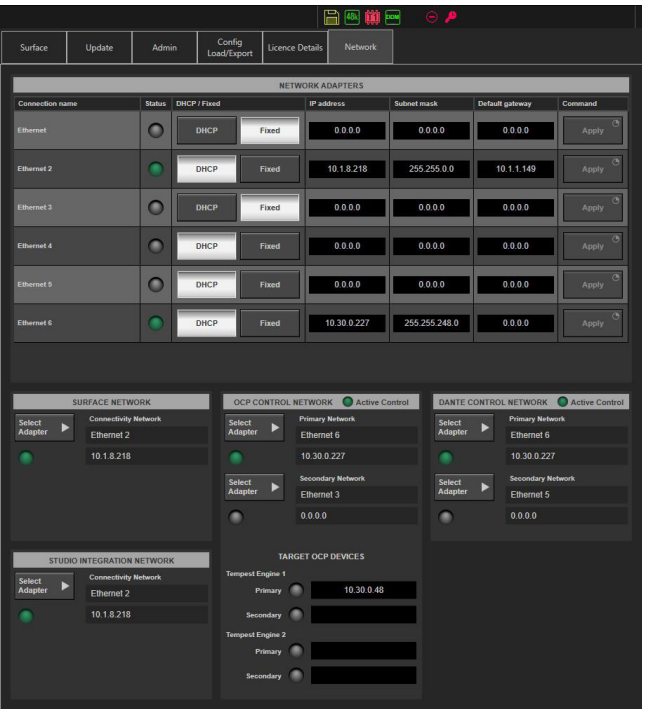 48k
DDM
Surface
Update
Admin
Config
Load/Export
Licence Details
Network
NETWORK ADAPTERS
Connection name Status DHCP / Fixed IP address Subnet mask Default gateway Command
Ethernet DHCP Fixed 0.0.0.0 0.0.0.0 0.0.0.0 Apply
Ethernet 2 DHCP Fixed 10.1.8.218 255.255.0.0 10.1.1.149 Apply
Ethernet 3 DHCP Fixed 0.0.0.0 0.0.0.0 0.0.0.0 Apply
Ethernet 4 DHCP Fixed 0.0.0.0 0.0.0.0 0.0.0.0 Apply
Ethernet 5 DHCP Fixed 0.0.0.0 0.0.0.0 0.0.0.0 Apply
Ethernet 6 DHCP Fixed 10.30.0.227 255.255.248.0 0.0.0.0 Apply
SURFACE NETWORK
Select
Adapter
Connectivity Network
Ethernet 2
10.1.8.218
OCP CONTROL NETWORK Active Control
Select
Adapter
Primary Network
Ethernet 6
10.30.0.227
Select
Adapter
Secondary Network
Ethernet 3
0.0.0.0
DANTE CONTROL NETWORK Active Control
Select
Adapter
Primary Network
Ethernet 6
10.30.0.227
Select
Adapter
Secondary Network
Ethernet 5
0.0.0.0
STUDIO INTEGRATION NETWORK
Select
Adapter
Connectivity Network
Ethernet 2
10.1.8.218
TARGET OCP DEVICES
Tempest Engine 1
Primary 10.30.0.48
Secondary
Tempest Engine 2
Primary
Secondary